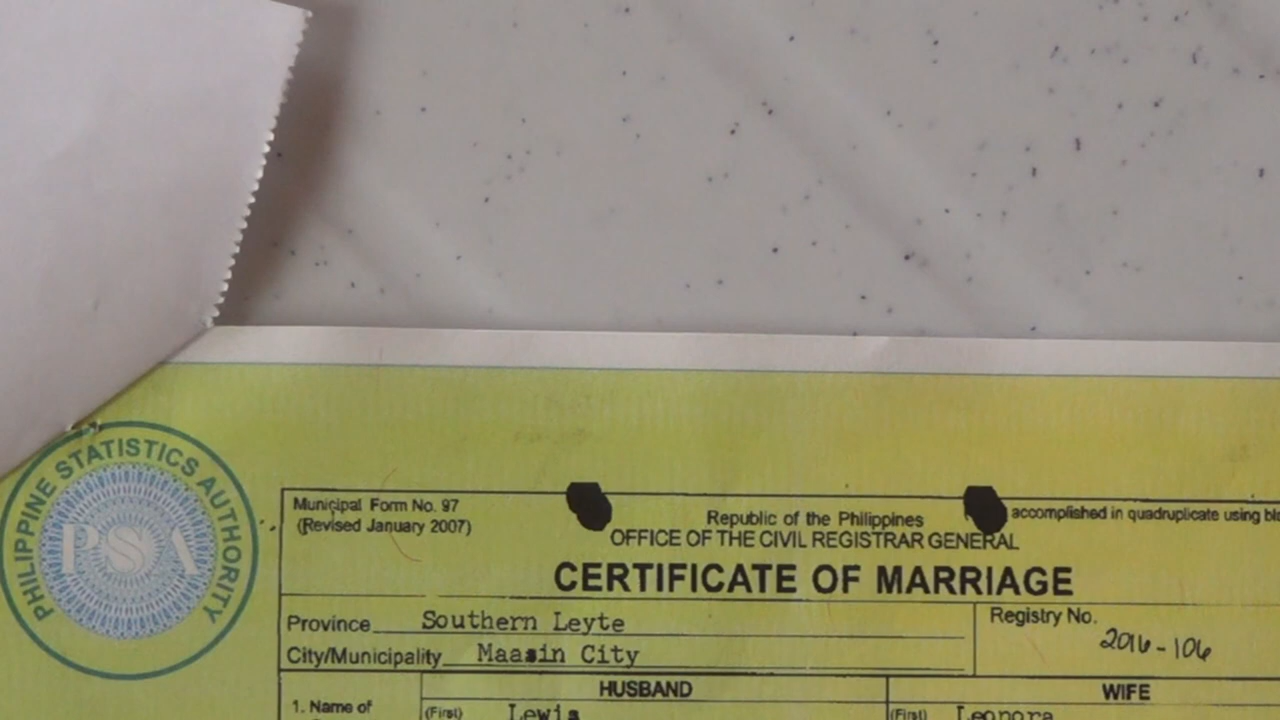 PHILIPPINE STATISTICS AUTHORITY
PSA
Municipal Form No. 97
(Revised January 2007)
accomplished in quadruplicate using
Republic of the Philippines
OFFICE OF THE CIVIL REGISTRAR GENERAL
CERTIFICATE OF MARRIAGE
Province Southern Leyte
Registry No.
2016-106
City/Municipality Maasin City
HUSBAND WIFE
1. Name of
(First) Lewis (First) Leonora